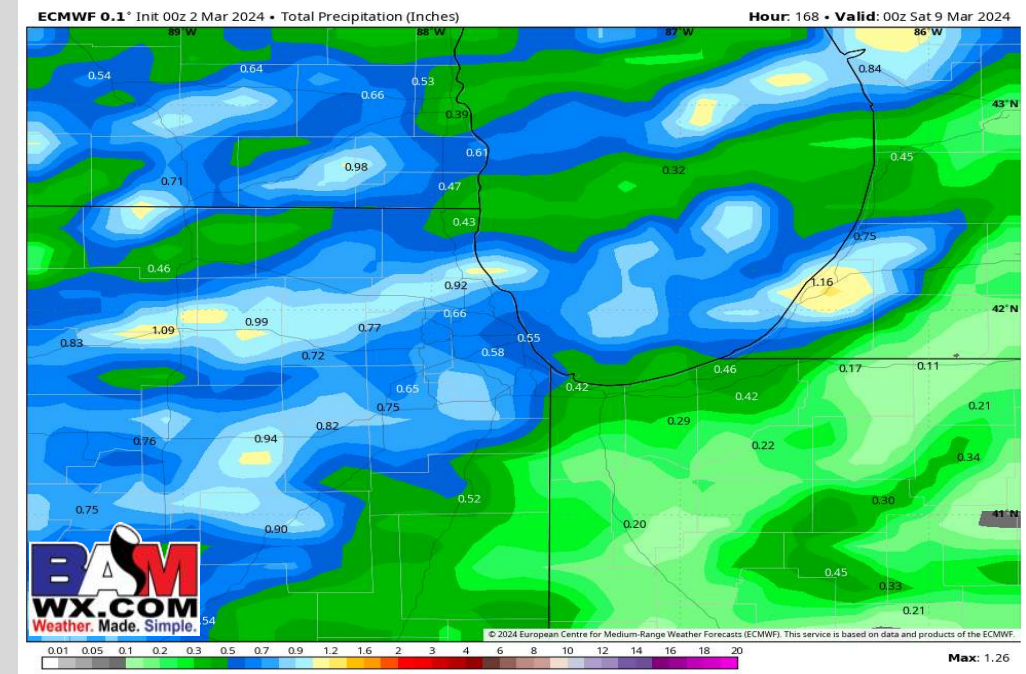 ECMWF 0.1° Init 00z 2 Mar 2024 • Total Precipitation (Inches)
Hour: 168 • Valid: 00z Sat 9 Mar 2024
89°W 88°W 87°W 86°W
0.54 0.64 0.53 0.84
0.66
0.39 43°N
0.61 0.45
0.98 0.32
0.71 0.47
0.43
0.75
0.46
0.92 1.16
0.66 42°N
1.09 0.99 0.77
0.83 0.55
0.72 0.58
0.46 0.17 0.11
0.65 0.42 0.42
0.75 0.21
0.82 0.29
0.76 0.94 0.22
0.34
0.52 0.30
0.75 41°N
0.90 0.20
0.45
0.33
0.21
.54
BAM
WX.COM
Weather. Made. Simple.
© 2024 European Centre for Medium-Range Weather Forecasts (ECMWF). This service is based on data and products of the ECMWF.
0.01 0.05 0.1 0.2 0.3 0.5 0.7 0.9 1.2 1.6 2 3 4 6 8 10 12 14 16 18 20
Max: 1.26